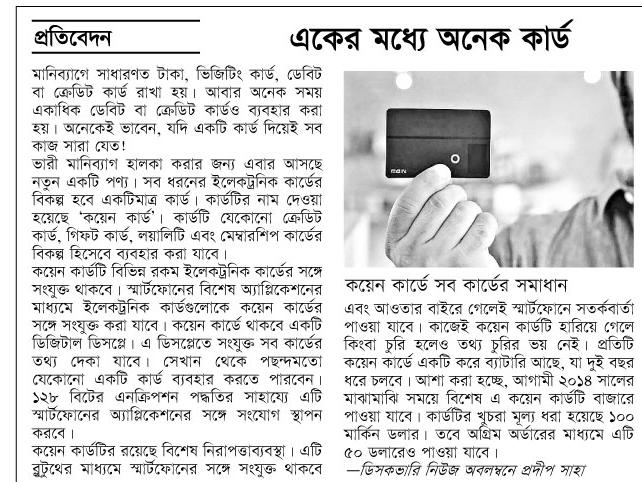 প্রতিবেদন
একের মধ্যে অনেক কার্ড
মানিব্যাগে সাধারণত টাকা, ভিজিটিং কার্ড, ডেবিট
বা ক্রেডিট কার্ড রাখা হয়। আবার অনেক সময়
একাধিক ডেবিট বা ক্রেডিট কার্ডও ব্যবহার করা
হয়। অনেকেই ভাবেন, যদি একটি কার্ড দিয়েই সব
কাজ সারা যেত!
ভারী মানিব্যাগ হালকা করার জন্য এবার আসছে
নতুন একটি পণ্য। সব ধরনের ইলেকট্রনিক কার্ডের
বিকল্প হবে একটিমাত্র কার্ড। কার্ডটির নাম দেওয়া
হয়েছে 'কয়েন কার্ড'। কার্ডটি যেকোনো ক্রেডিট
কার্ড, গিফট কার্ড, লয়ালিটি এবং মেম্বারশিপ কার্ডের
বিকল্প হিসেবে ব্যবহার করা যাবে।
কয়েন কার্ডটি বিভিন্ন রকম ইলেকট্রনিক কার্ডের সঙ্গে
সংযুক্ত থাকবে। স্মার্টফোনের বিশেষ অ্যাপ্লিকেশনের
মাধ্যমে ইলেকট্রনিক কার্ডগুলোকে কয়েন কার্ডের
সঙ্গে সংযুক্ত করা যাবে। কয়েন কার্ডে থাকবে একটি
ডিজিটাল ডিসপ্লে। এ ডিসপ্লেতে সংযুক্ত সব কার্ডের
তথ্য দেকা যাবে। সেখান থেকে পছন্দমতো
যেকোনো একটি কার্ড ব্যবহার করতে পারবেন।
১২৮ বিটের এনক্রিপশন পদ্ধতির সাহায্যে এটি
স্মার্টফোনের অ্যাপ্লিকেশনের সঙ্গে সংযোগ স্থাপন
করবে।
কয়েন কার্ডটির রয়েছে বিশেষ নিরাপত্তাব্যবস্থা। এটি
ব্লুটুথের মাধ্যমে স্মার্টফোনের সঙ্গে সংযুক্ত থাকবে
কয়েন কার্ডে সব কার্ডের সমাধান
এবং আওতার বাইরে গেলেই স্মার্টফোনে সতর্কবার্তা
পাওয়া যাবে। কাজেই কয়েন কার্ডটি হারিয়ে গেলে
কিংবা চুরি হলেও তথ্য চুরির ভয় নেই। প্রতিটি
কয়েন কার্ডে একটি করে ব্যাটারি আছে, যা দুই বছর
ধরে চলবে। আশা করা হচ্ছে, আগামী ২০১৪ সালের
মাঝামাঝি সময়ে বিশেষ এ কয়েন কার্ডটি বাজারে
পাওয়া যাবে। কার্ডটির খুচরা মূল্য ধরা হয়েছে ১০০
মার্কিন ডলার। তবে অগ্রিম অর্ডারের মাধ্যমে এটি
৫০ ডলারেও পাওয়া যাবে।
—ডিসকভারি নিউজ অবলম্বনে প্রদীপ সাহা